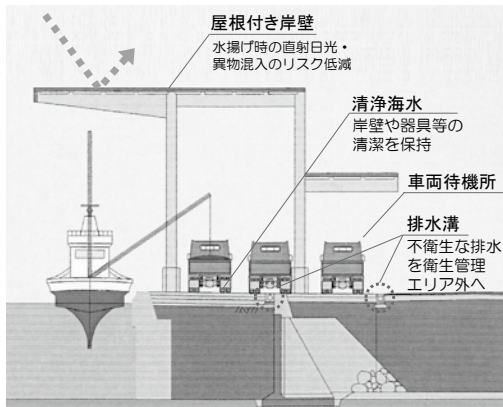 屋根付き岸壁
水揚げ時の直射日光・
異物混入のリスク低減
清浄海水
岸壁や器具等の
清潔を保持
車両待機所
排水溝
不衛生な排水
を衛生管理
エリア外へ